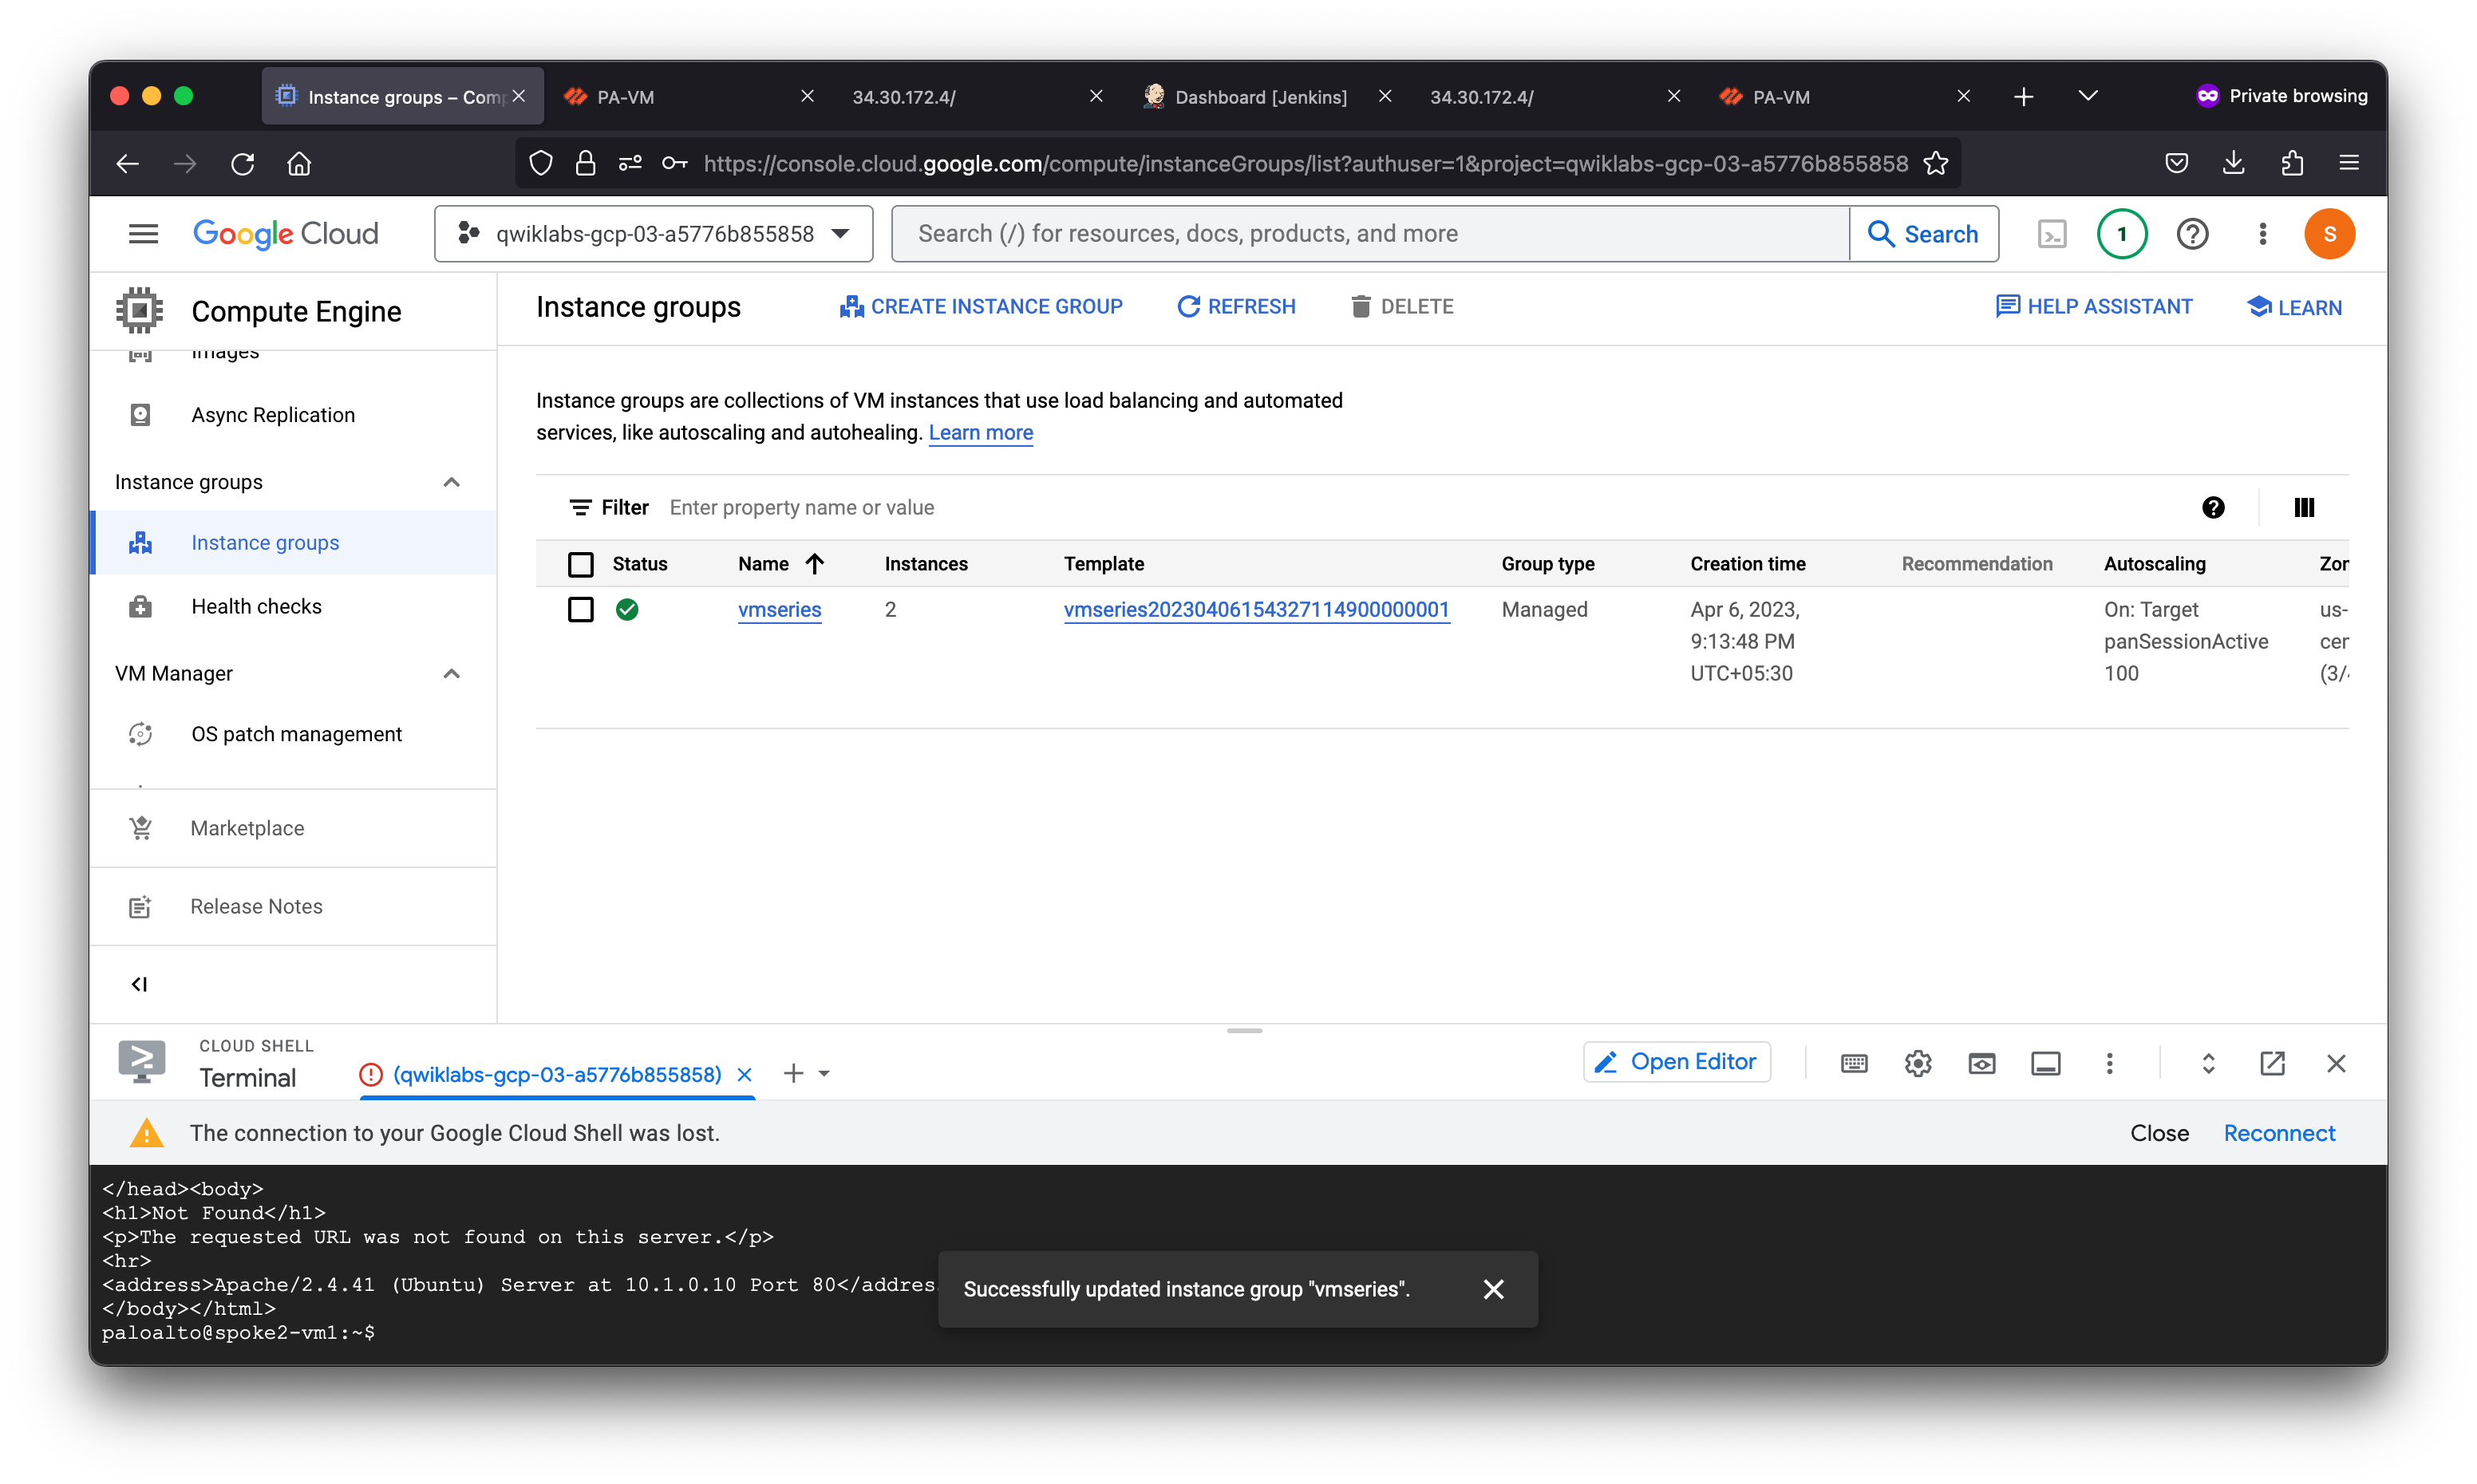 Instance groups – Com
PA-VM
34.30.172.4/
Dashboard [Jenkins]
34.30.172.4/
PA-VM
Private browsing
https://console.cloud.google.com/compute/instanceGroups/list?authuser=1&project=qwiklabs-gcp-03-a5776b855858
Google Cloud
qwiklabs-gcp-03-a5776b855858
Search (/) for resources, docs, products, and more
Search
1
S
Compute Engine
Images
Async Replication
Instance groups
Instance groups
Health checks
VM Manager
OS patch management
Marketplace
Release Notes
Instance groups
CREATE INSTANCE GROUP
REFRESH
DELETE
HELP ASSISTANT
LEARN
Instance groups are collections of VM instances that use load balancing and automated
services, like autoscaling and autohealing. Learn more
Filter Enter property name or value
Status Name Instances Template Group type Creation time Recommendation Autoscaling Zon
vmseries 2 vmseries20230406154327114900000001 Managed Apr 6, 2023, On: Target us-
9:13:48 PM panSessionActive cen
UTC+05:30 100 (3/4
CLOUD SHELL
Terminal
(qwiklabs-gcp-03-a5776b855858)
Open Editor
The connection to your Google Cloud Shell was lost.
Close
Reconnect
</head><body>
<h1>Not Found</h1>
<p>The requested URL was not found on this server.</p>
<hr>
<address>Apache/2.4.41 (Ubuntu) Server at 10.1.0.10 Port 80</addres
</body></html>
paloalto@spoke2-vm1:~$
Successfully updated instance group "vmseries".